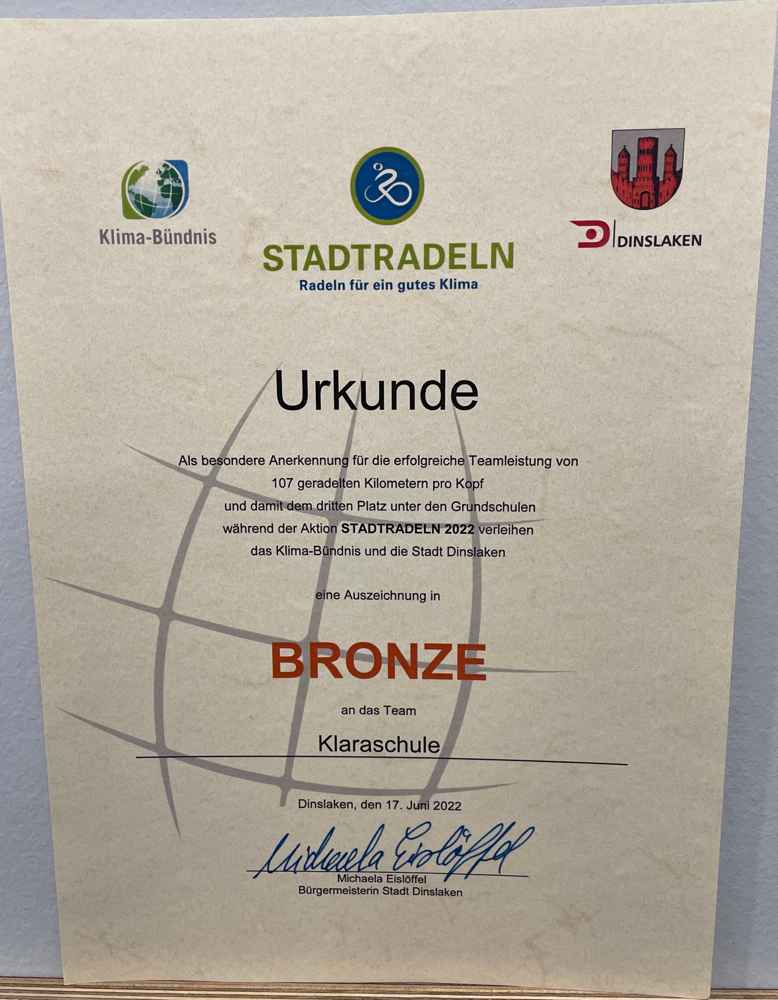 Klima-Bündnis
STADTRADELN
Radeln für ein gutes Klima
DINSLAKEN
Urkunde
Als besondere Anerkennung für die erfolgreiche Teamleistung von
107 geradelten Kilometern pro Kopf
und damit dem dritten Platz unter den Grundschulen
während der Aktion STADTRADELN 2022 verleihen
das Klima-Bündnis und die Stadt Dinslaken
eine Auszeichnung in
BRONZE
an das Team
Klaraschule
Dinslaken, den 17. Juni 2022
Michaela Eislöffel
Michaela Eislöffel
Bürgermeisterin Stadt Dinslaken